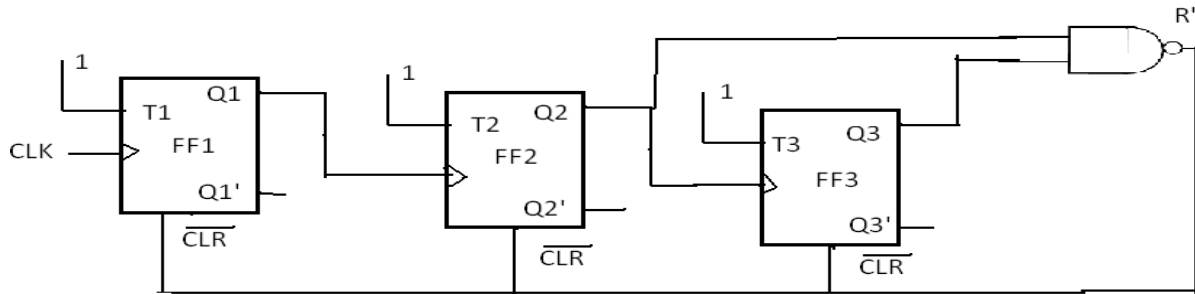 R'
1
1
1
T1
Q1
T2
Q2
T3
Q3
CLK
FF1
FF2
FF3
Q1'
Q2'
Q3'
CLR
CLR
CLR